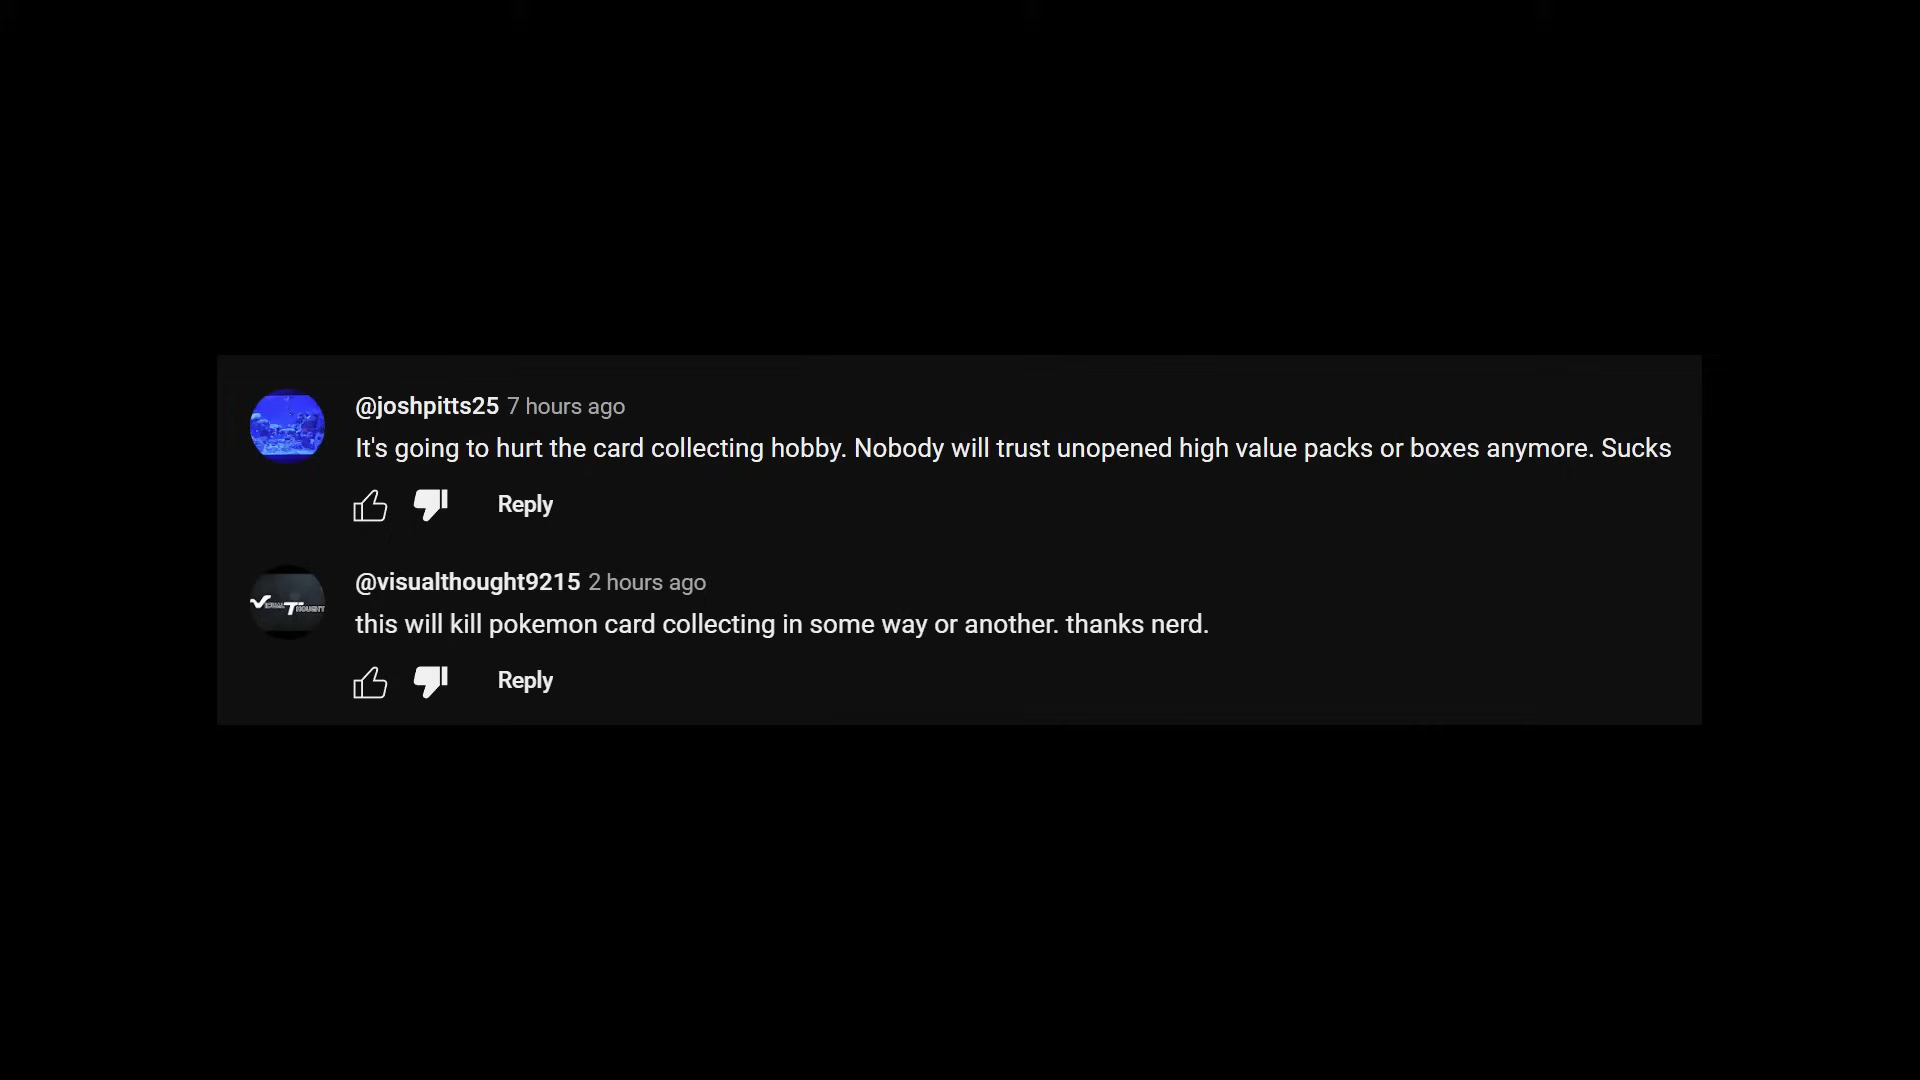 @joshpitts25 7 hours ago
It's going to hurt the card collecting hobby. Nobody will trust unopened high value packs or boxes anymore. Sucks
Reply
@visualthought9215 2 hours ago
this will kill pokemon card collecting in some way or another. thanks nerd.
Reply